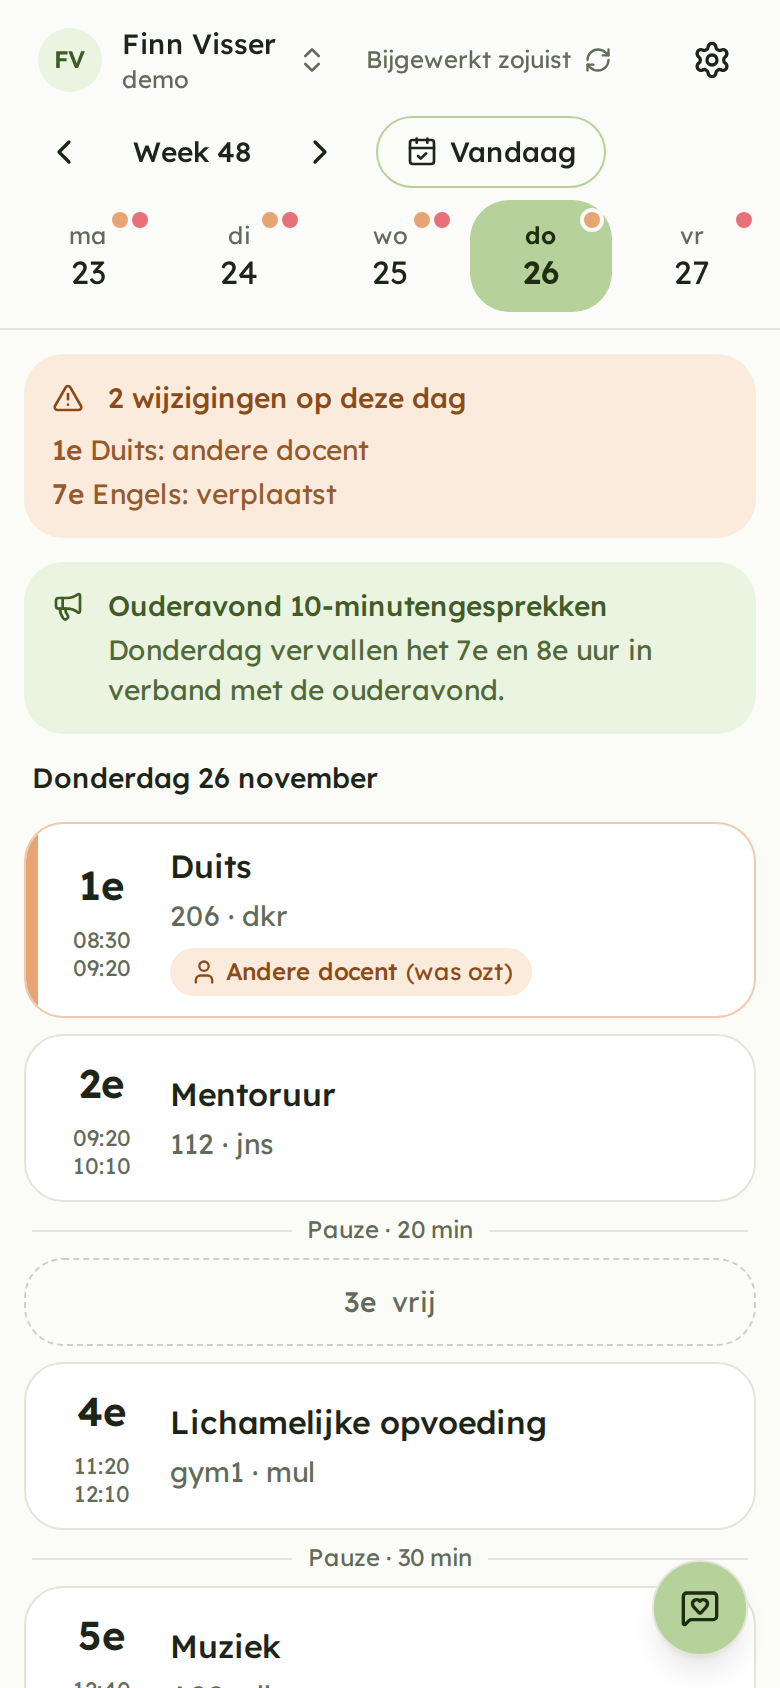 FV
Finn Visser
demo
Bijgewerkt zojuist
Week 48
Vandaag
ma
23
di
24
wo
25
do
26
vr
27
2 wijzigingen op deze dag
1e Duits: andere docent
7e Engels: verplaatst
Ouderavond 10-minutengesprekken
Donderdag vervallen het 7e en 8e uur in
verband met de ouderavond.
Donderdag 26 november
1e
08:30
09:20
Duits
206 · dkr
Andere docent (was ozt)
2e
09:20
10:10
Mentoruur
112 · jns
Pauze · 20 min
3e vrij
4e
11:20
12:10
Lichamelijke opvoeding
gym1 · mul
Pauze · 30 min
5e
Muziek